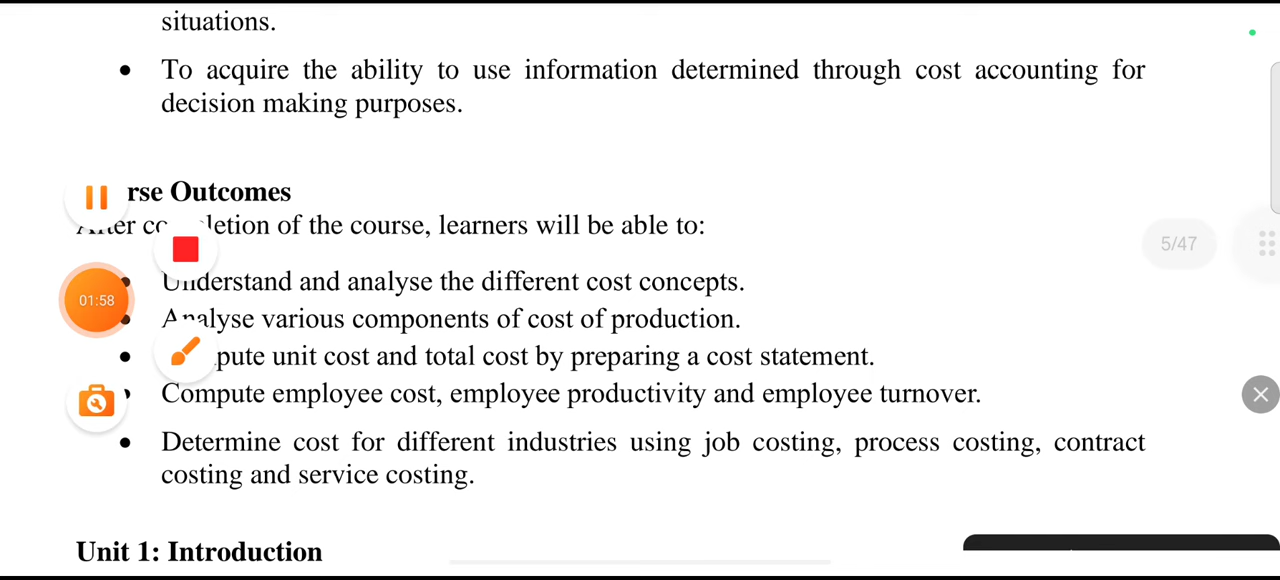 situations.
• To acquire the ability to use information determined through cost accounting for
decision making purposes.
rse Outcomes
of the course, learners will be able to:
5/47
Understand and analyse the different cost concepts.
01:58
Analyse various components of cost of production.
• pute unit cost and total cost by preparing a cost statement.
Compute employee cost, employee productivity and employee turnover.
• Determine cost for different industries using job costing, process costing, contract
costing and service costing.
Unit 1: Introduction